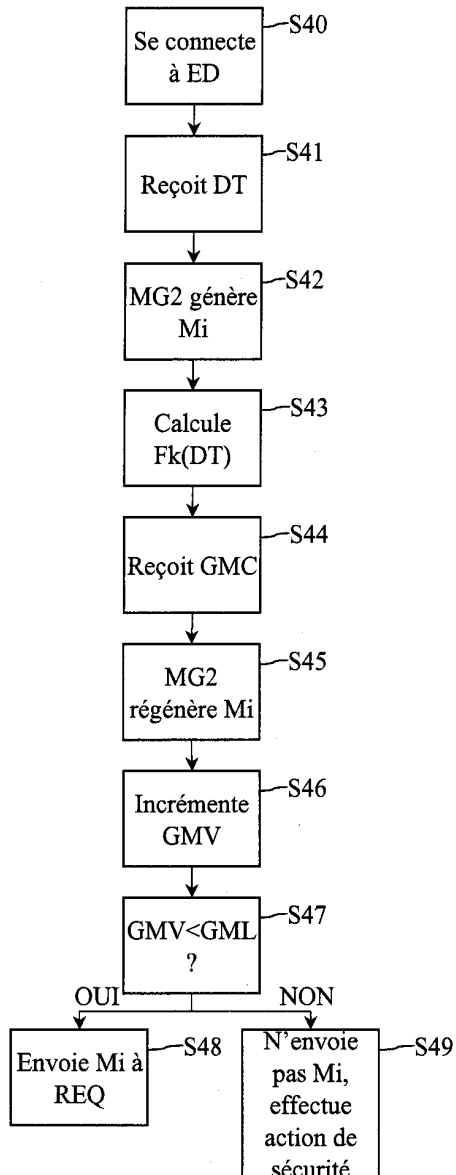 S40
Se connecte
à ED
S41
Reçoit DT
S42
MG2 génère
Mi
S43
Calcule
Fk(DT)
S44
Reçoit GMC
S45
MG2
régénère Mi
S46
Incrémente
GMV
S47
GMV<GML
?
OUI
NON
S48
Envoie Mi à
REQ
S49
N'envoie
pas Mi,
effectue
action de
sécurité